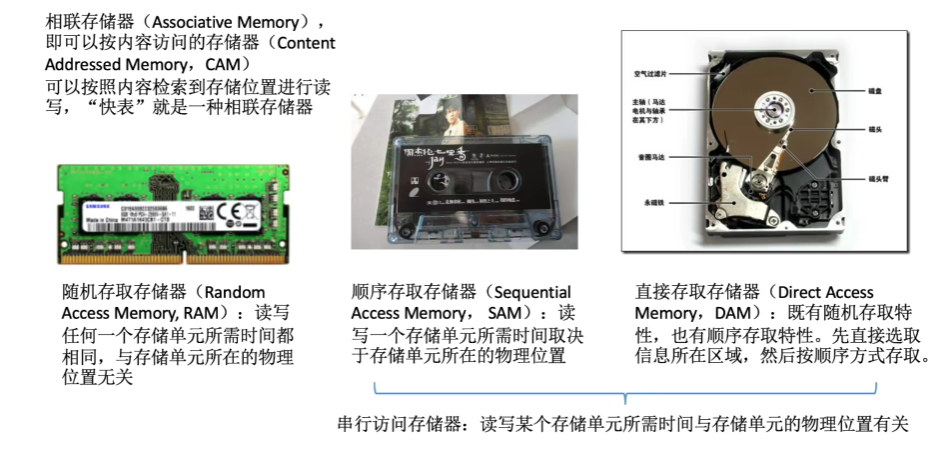 相联存储器（Associative Memory），
即可以按内容访问的存储器（Content
Addressed Memory，CAM）
可以按照内容检索到存储位置进行读
写，“快表”就是一种相联存储器
空气过滤片
主轴（马达
电机与轴承
在其下方）
音圈马达
永磁铁
磁盘
磁头
磁头臂
SAMSUNG
Made in China
随机存取存储器（Random
Access Memory, RAM）：读写
任何一个存储单元所需时间都
相同，与存储单元所在的物理
位置无关
顺序存取存储器（Sequential
Access Memory， SAM）：读
写一个存储单元所需时间取决
于存储单元所在的物理位置
直接存取存储器（Direct Access
Memory，DAM）：既有随机存取特
性，也有顺序存取特性。先直接选取
信息所在区域，然后按顺序方式存取。
串行访问存储器：读写某个存储单元所需时间与存储单元的物理位置有关